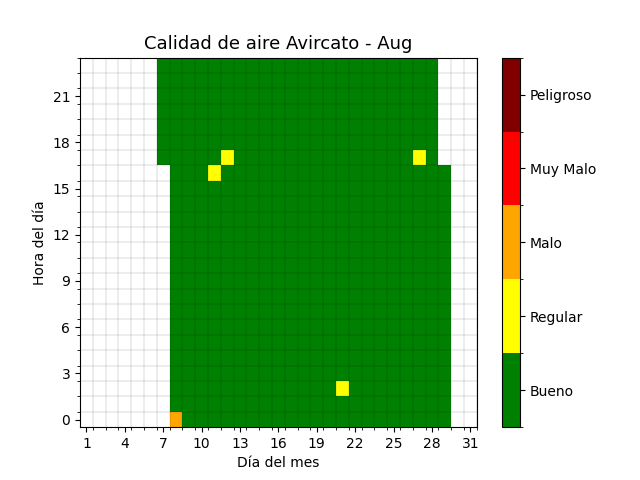 Calidad de aire Avircato - Aug
Hora del día
21
18
15
12
9
6
3
0
1 4 7 10 13 16 19 22 25 28 31
Día del mes
Peligroso
Muy Malo
Malo
Regular
Bueno